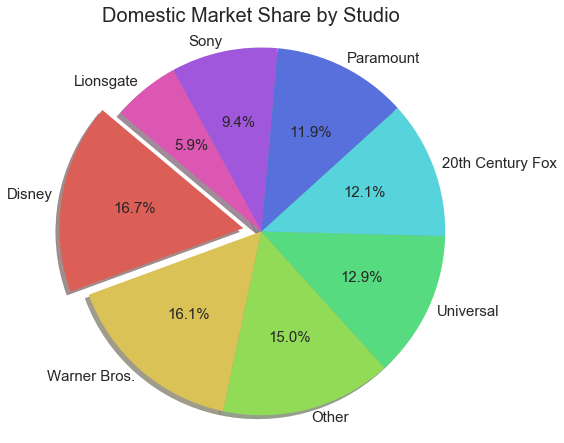 Domestic Market Share by Studio
Sony
Paramount
Lionsgate
9.4%
11.9%
5.9%
20th Century Fox
Disney
12.1%
16.7%
12.9%
Universal
16.1%
15.0%
Warner Bros.
Other